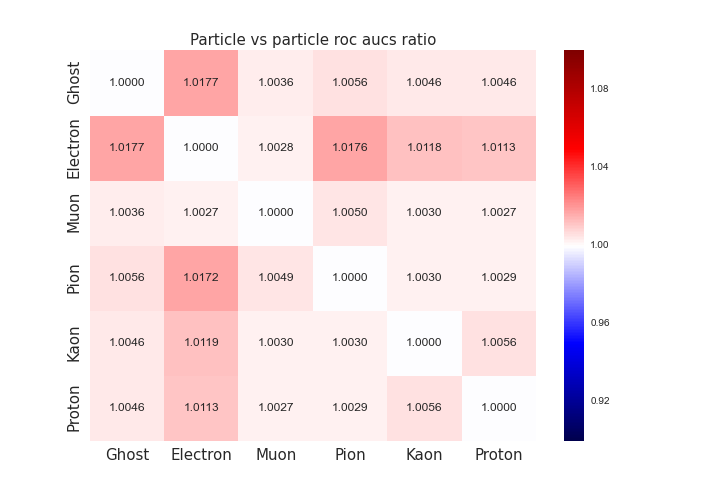 Particle vs particle roc aucs ratio
Ghost 1.0000 1.0177 1.0036 1.0056 1.0046 1.0046
Electron 1.0177 1.0000 1.0028 1.0176 1.0118 1.0113
Muon 1.0036 1.0027 1.0000 1.0050 1.0030 1.0027
Pion 1.0056 1.0172 1.0049 1.0000 1.0030 1.0029
Kaon 1.0046 1.0119 1.0030 1.0030 1.0000 1.0056
Proton 1.0046 1.0113 1.0027 1.0029 1.0056 1.0000
Ghost Electron Muon Pion Kaon Proton
1.08
1.04
1.00
0.96
0.92